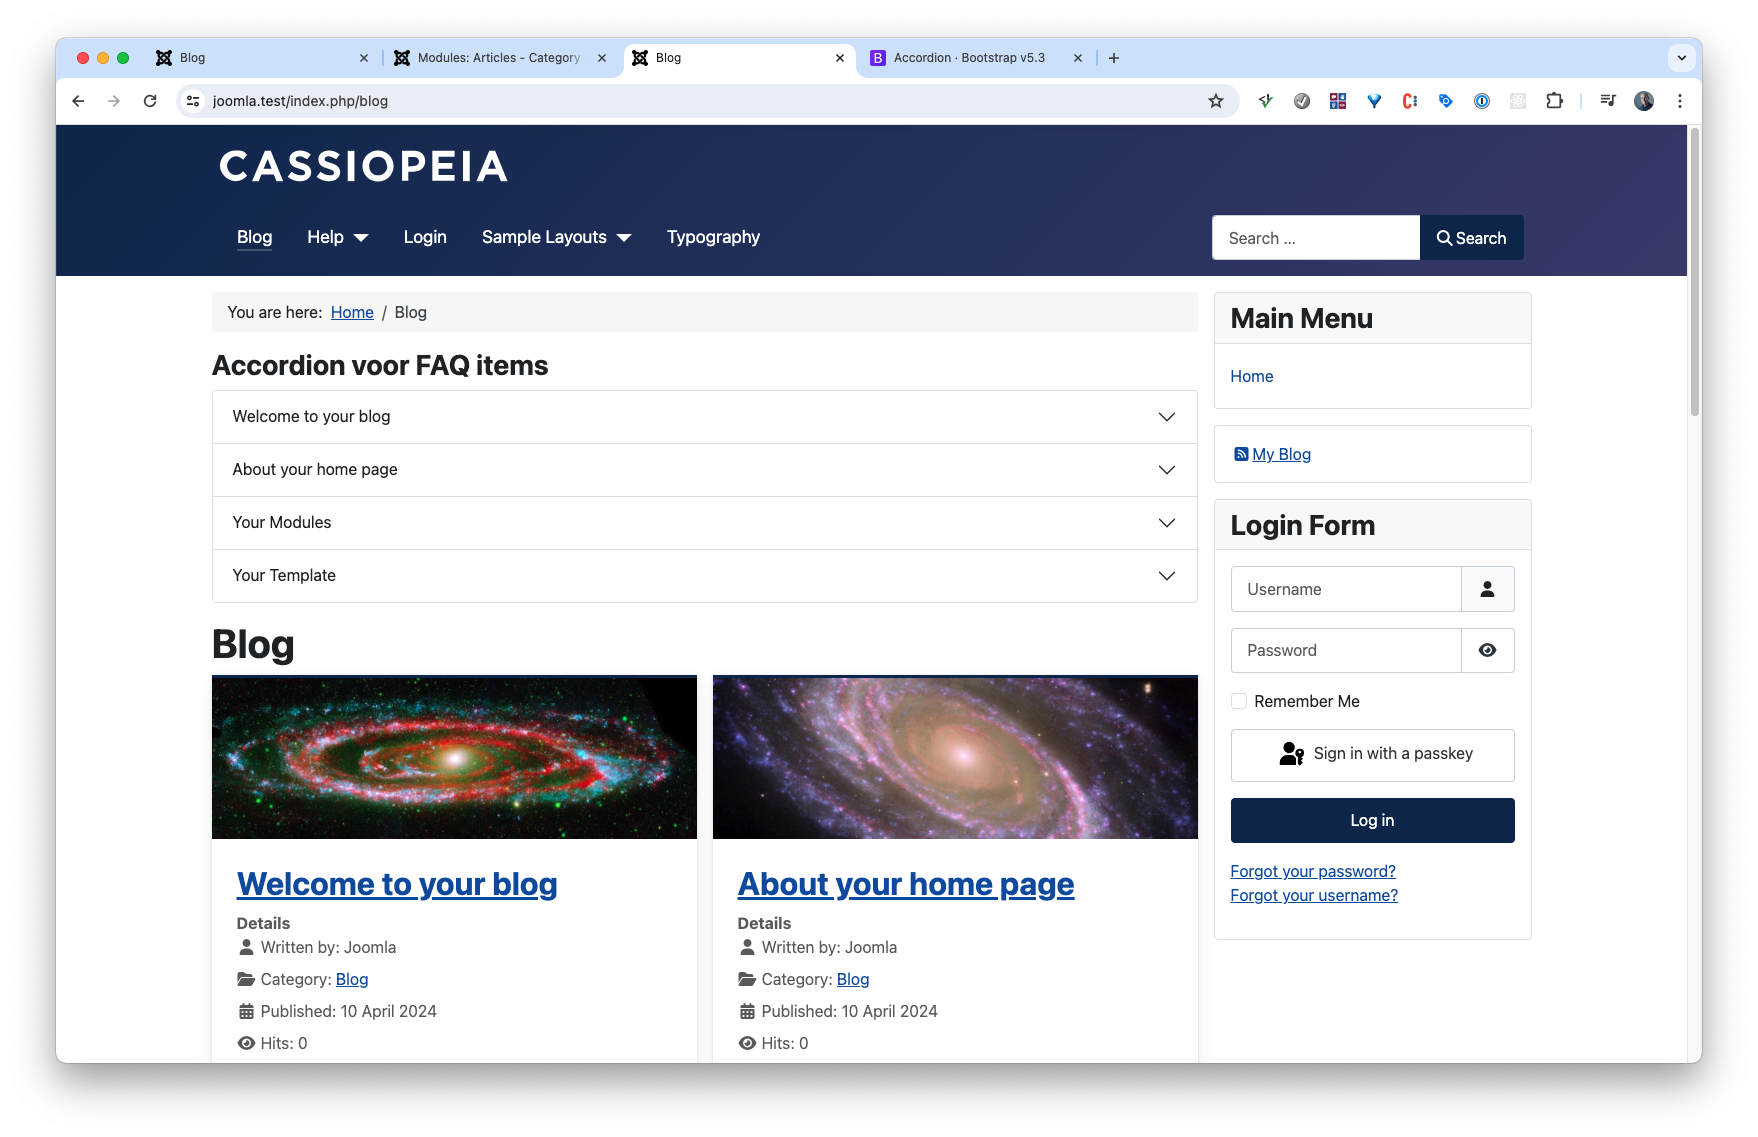 Blog
Modules: Articles - Category
Blog
Accordion · Bootstrap v5.3
joomla.test/index.php/blog
CASSIOPEIA
Blog Help Login Sample Layouts Typography
Search ...
Search
You are here: Home / Blog
Accordion voor FAQ items
Welcome to your blog
About your home page
Your Modules
Your Template
Blog
Welcome to your blog
Details
Written by: Joomla
Category: Blog
Published: 10 April 2024
Hits: 0
About your home page
Details
Written by: Joomla
Category: Blog
Published: 10 April 2024
Hits: 0
Main Menu
Home
My Blog
Login Form
Username
Password
Remember Me
Sign in with a passkey
Log in
Forgot your password?
Forgot your username?